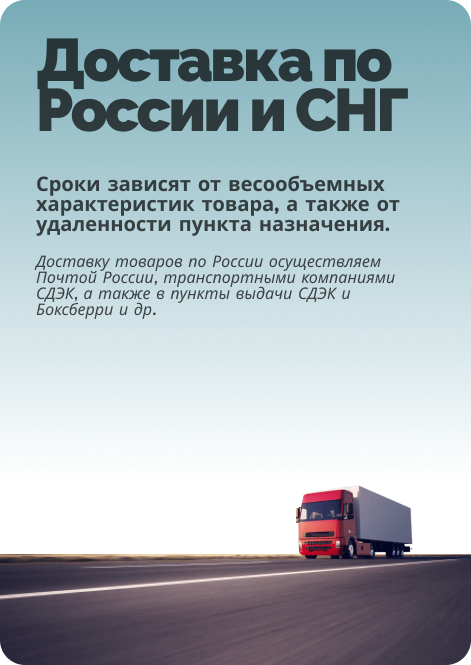 Доставка по
России и СНГ
Сроки зависят от весообъемных
характеристик товара, а также от
удаленности пункта назначения.
Доставку товаров по России осуществляем
Почтой России, транспортными компаниями
СДЭК, а также в пункты выдачи СДЭК и
Боксберри и др.